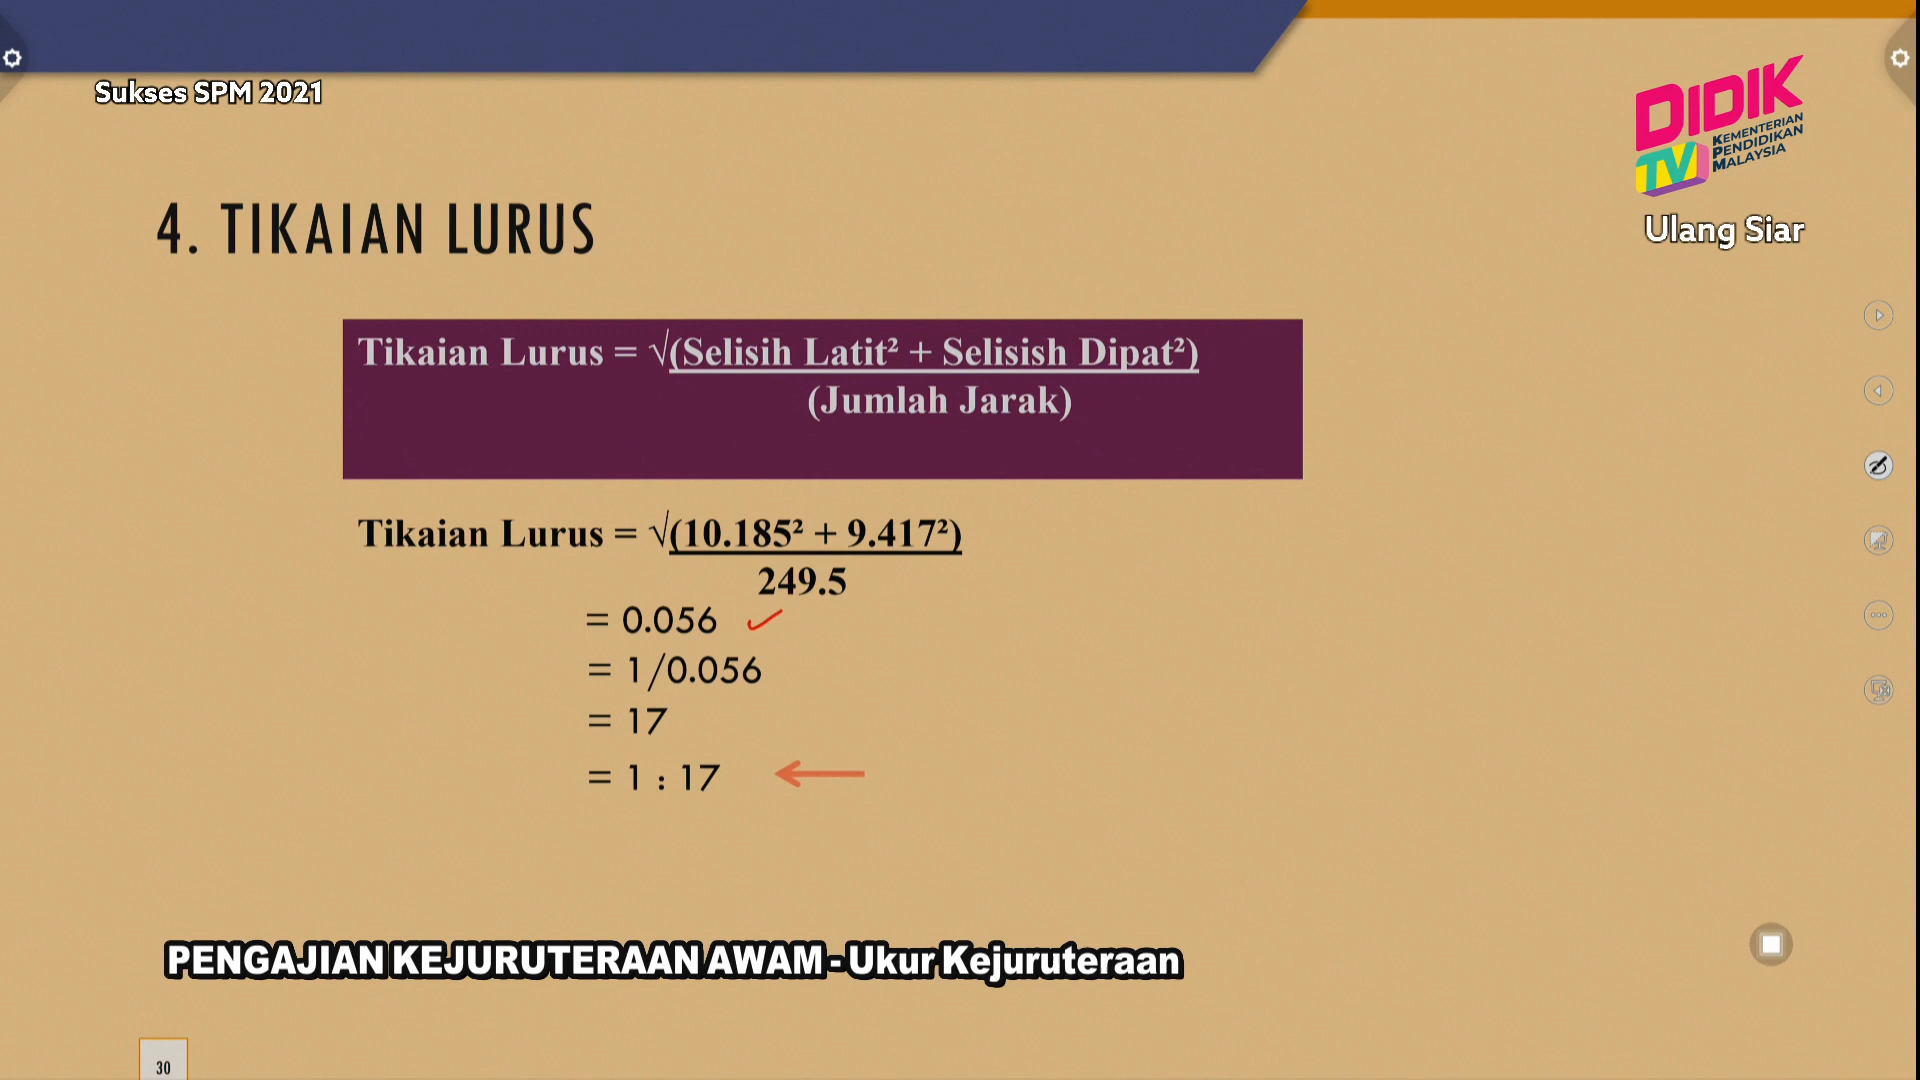 Sukses SPM 2021
DIDIK
TV
KEMENTERIAN
PENDIDIKAN
MALAYSIA
Ulang Siar
4. TIKAIAN LURUS
Tikaian Lurus = √(Selisih Latit² + Selisish Dipat²)
(Jumlah Jarak)
Tikaian Lurus = √(10.185² + 9.417²)
249.5
= 0.056
= 1/0.056
= 17
= 1 : 17
PENGAJIAN KEJURUTERAAN AWAM - Ukur Kejuruteraan
30